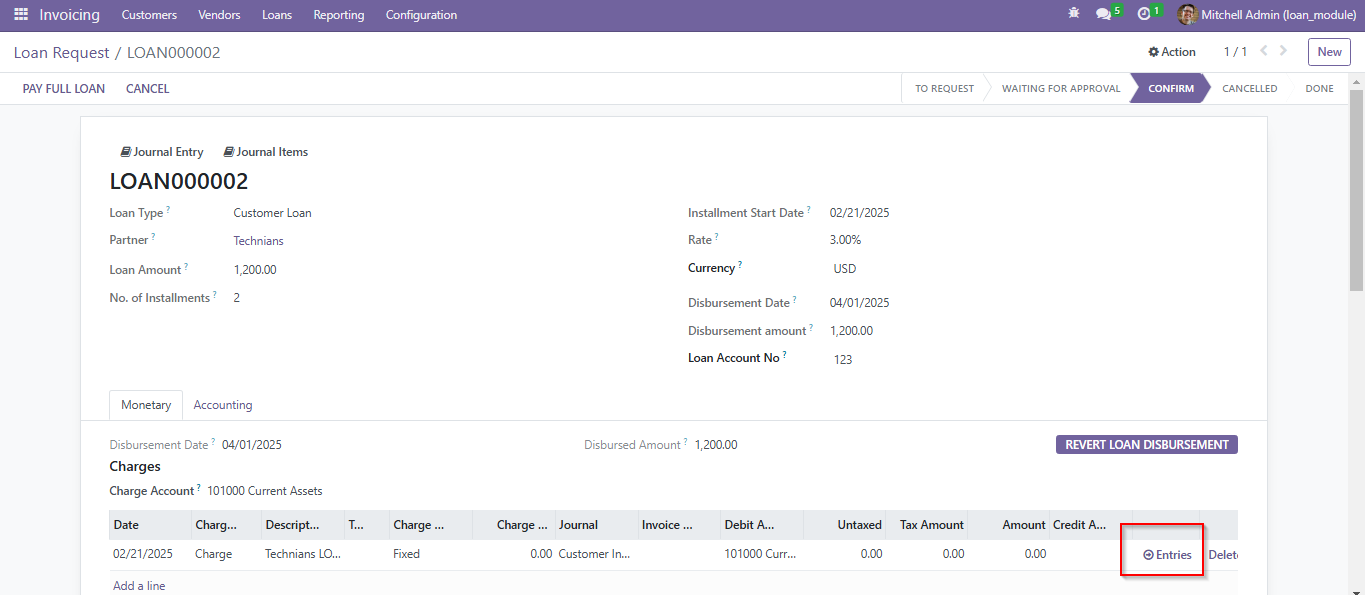 Invoicing Customers Vendors Loans Reporting Configuration 5 1 Mitchell Admin (loan_module)
Loan Request / LOAN000002 Action 1 / 1 New
PAY FULL LOAN CANCEL TO REQUEST WAITING FOR APPROVAL CONFIRM CANCELLED DONE
Journal Entry Journal Items
LOAN000002
Loan Type ? Customer Loan Installment Start Date ? 02/21/2025
Partner ? Technians Rate ? 3.00%
Loan Amount ? 1,200.00 Currency ? USD
No. of Installments ? 2
Disbursement Date ? 04/01/2025
Disbursement amount ? 1,200.00
Loan Account No ? 123
Monetary Accounting
Disbursement Date ? 04/01/2025 Disbursed Amount ? 1,200.00 REVERT LOAN DISBURSEMENT
Charges
Charge Account ? 101000 Current Assets
Date Charg... Descript... T... Charge ... Charge ... Journal Invoice ... Debit A... Untaxed Tax Amount Amount Credit A...
02/21/2025 Charge Technians LO... Fixed 0.00 Customer In... 101000 Curr... 0.00 0.00 0.00 Entries Delet
Add a line